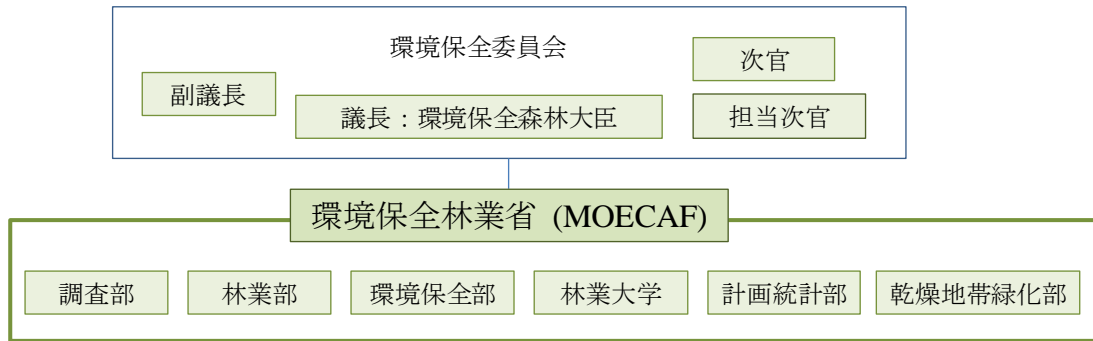 環境保全委員会
次官
副議長
議長：環境保全森林大臣
担当次官
環境保全林業省 (MOECAF)
調査部
林業部
環境保全部
林業大学
計画統計部
乾燥地帯緑化部